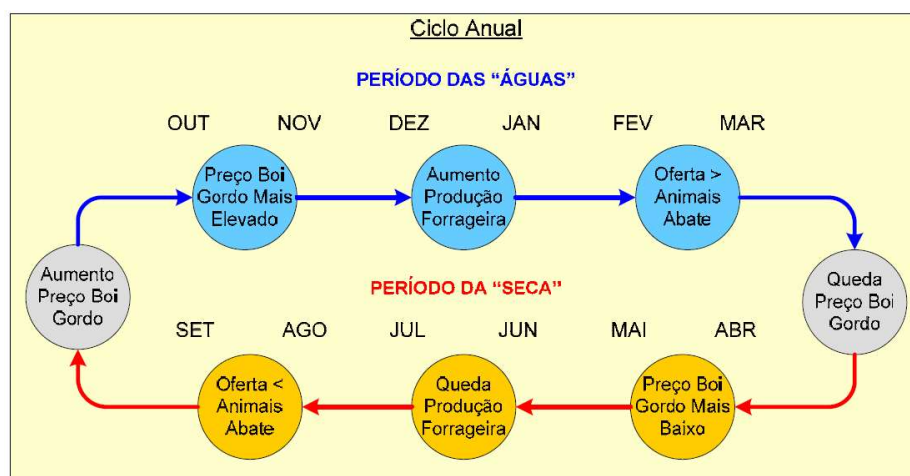 Ciclo Anual
PERÍODO DAS “ÁGUAS”
OUT NOV DEZ JAN FEV MAR
Preço Boi
Gordo Mais
Elevado
Aumento
Produção
Forrageira
Oferta >
Animais
Abate
Aumento
Preço Boi
Gordo
Queda
Preço Boi
Gordo
PERÍODO DA “SECA”
SET AGO JUL JUN MAI ABR
Oferta <
Animais
Abate
Queda
Produção
Forrageira
Preço Boi
Gordo Mais
Baixo